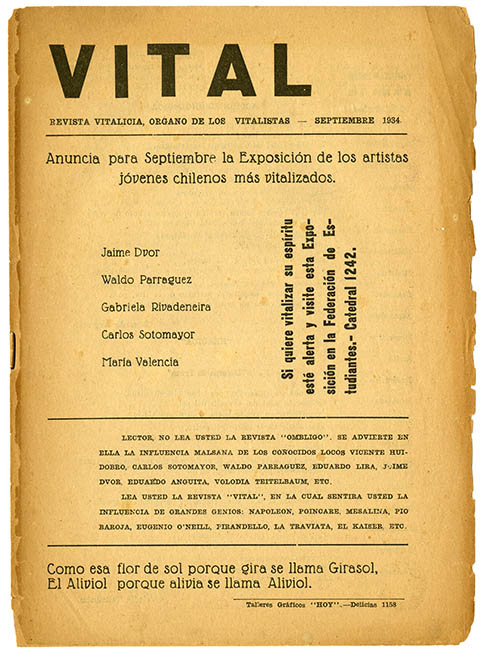 VITAL
REVISTA VITALICIA, ORGANO DE LOS VITALISTAS — SEPTIEMBRE 1934
Anuncia para Septiembre la Exposición de los artistas
jóvenes chilenos más vitalizados.
Jaime Dvor
Waldo Parraguez
Gabriela Rivadeneira
Carlos Sotomayor
María Valencia
Si quiere vitalizar su espíritu
esté alerta y visite esta Expo-
sición en la Federación de Es-
tudiantes.- Catedral 1242.
LECTOR, NO LEA USTED LA REVISTA "OMBLIGO". SE ADVIERTE EN
ELLA LA INFLUENCIA MALSANA DE LOS CONOCIDOS LOCOS VICENTE HUI-
DOBRO, CARLOS SOTOMAYOR, WALDO PARRAGUEZ, EDUARDO LIRA, JAIME
DVOR, EDUARDO ANGUITA, VOLODIA TEITELBAUM, ETC.
LEA USTED LA REVISTA "VITAL", EN LA CUAL SENTIRA USTED LA
INFLUENCIA DE GRANDES GENIOS: NAPOLEON, POINCARE, MESALINA, PIO
BAROJA, EUGENIO O'NEILL, PIRANDELLO, LA TRAVIATA, EL KAISER, ETC.
Como esa flor de sol porque gira se llama Girasol,
El Aliviol porque alivia se llama Aliviol.
Talleres Gráficos "HOY".—Delicias 1158